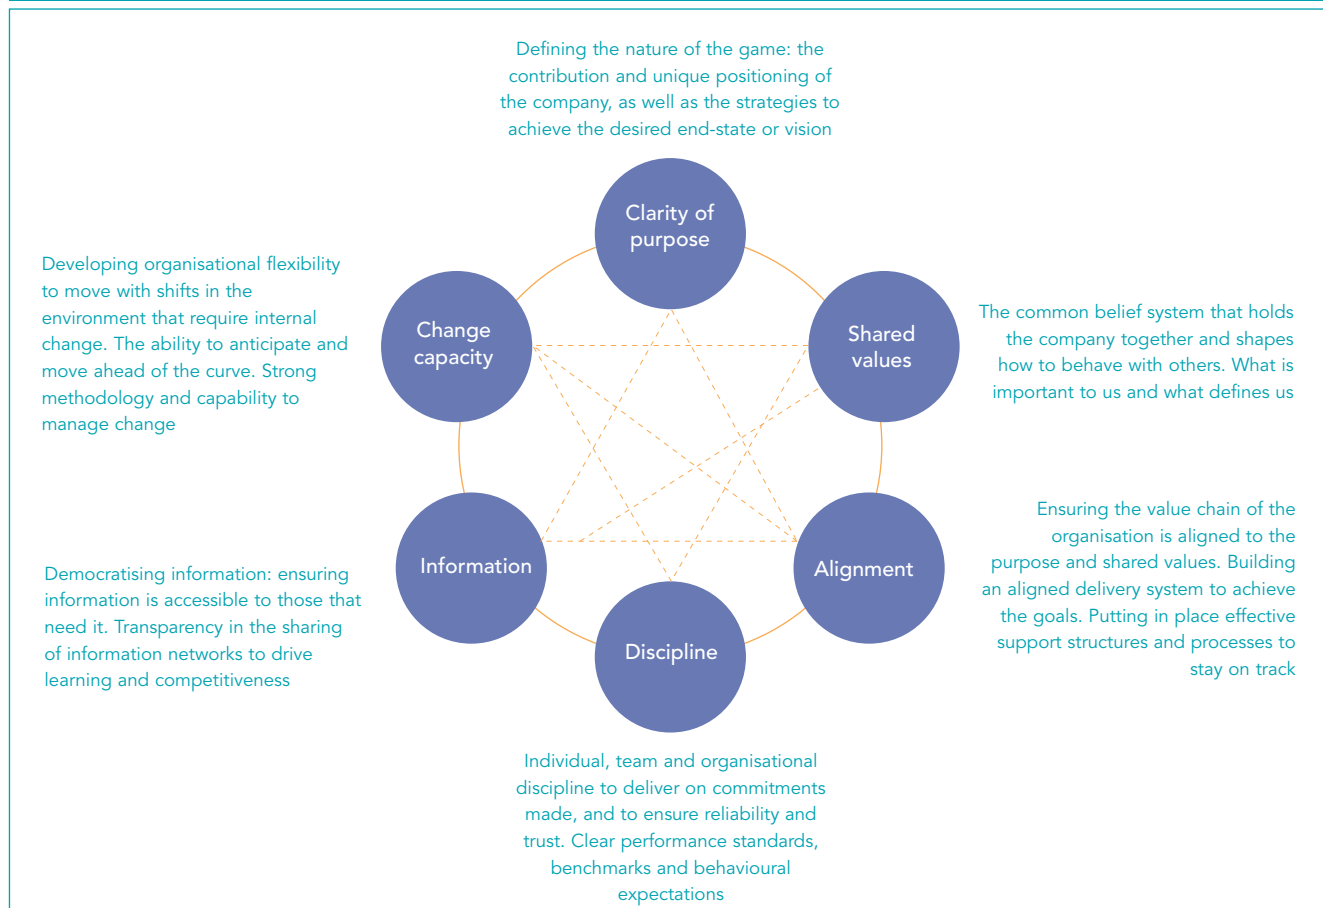 Defining the nature of the game: the
contribution and unique positioning of
the company, as well as the strategies to
achieve the desired end-state or vision
Clarity of
purpose
Developing organisational flexibility
to move with shifts in the
environment that require internal
change. The ability to anticipate and
move ahead of the curve. Strong
methodology and capability to
manage change
Change
capacity
Shared
values
The common belief system that holds
the company together and shapes
how to behave with others. What is
important to us and what defines us
Democratising information: ensuring
information is accessible to those that
need it. Transparency in the sharing
of information networks to drive
learning and competitiveness
Information
Alignment
Ensuring the value chain of the
organisation is aligned to the
purpose and shared values. Building
an aligned delivery system to achieve
the goals. Putting in place effective
support structures and processes to
stay on track
Discipline
Individual, team and organisational
discipline to deliver on commitments
made, and to ensure reliability and
trust. Clear performance standards,
benchmarks and behavioural
expectations